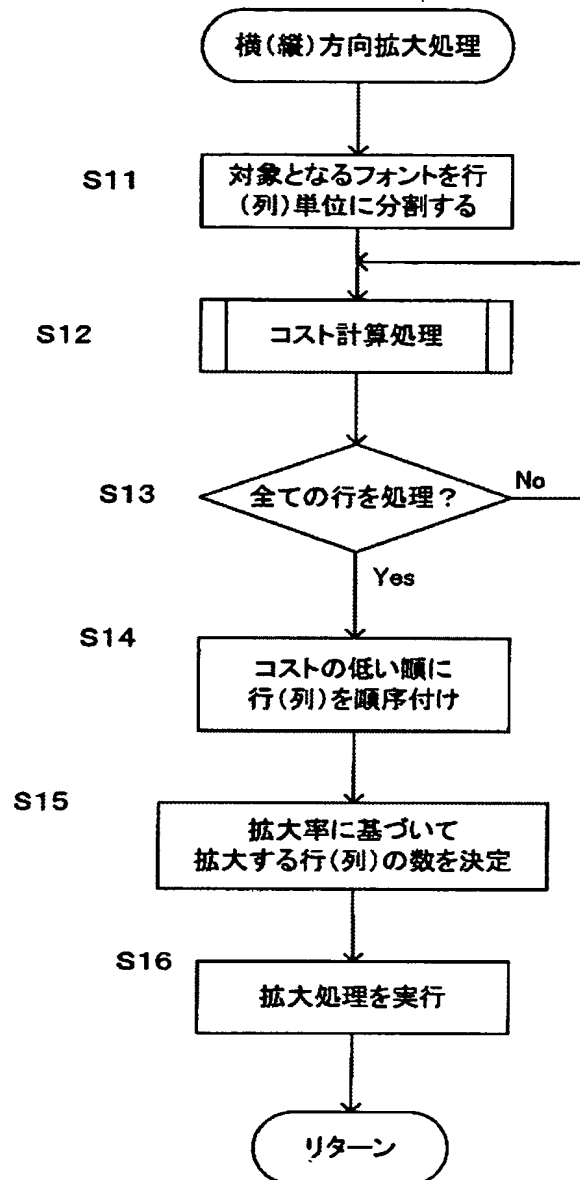 横(縦)方向拡大処理
S11
対象となるフォントを行
(列)単位に分割する
S12
コスト計算処理
S13
全ての行を処理？
No
Yes
S14
コストの低い順に
行(列)を順序付け
S15
拡大率に基づいて
拡大する行(列)の数を決定
S16
拡大処理を実行
リターン